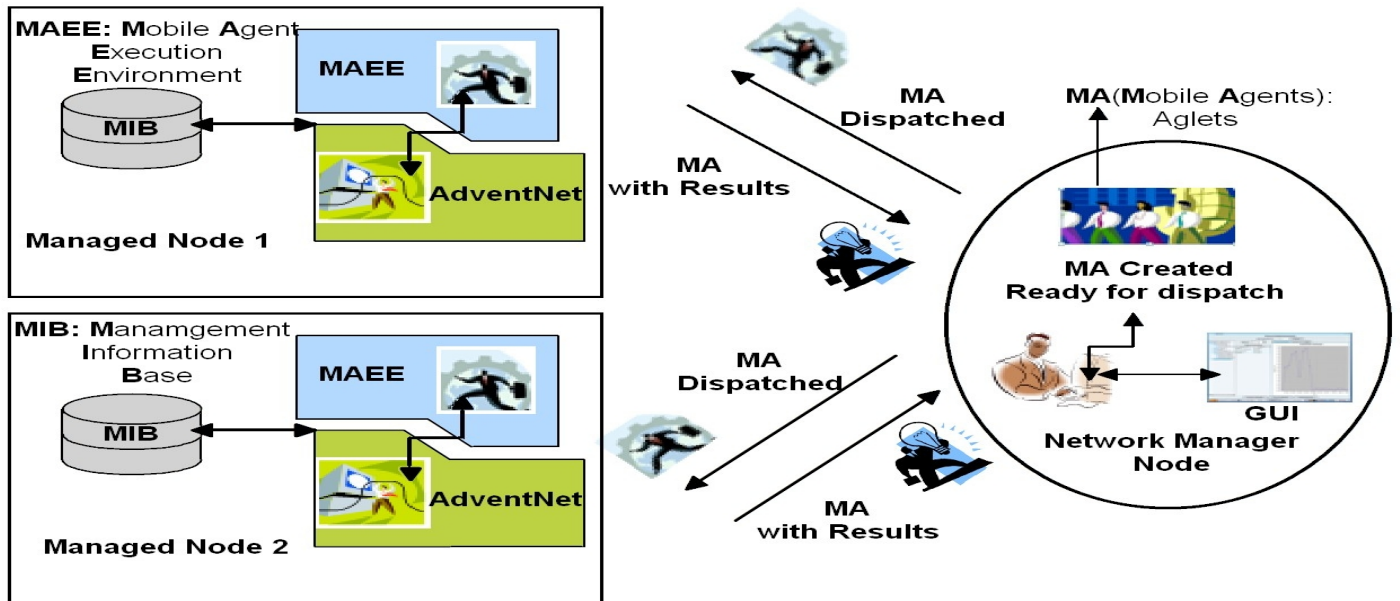 MAEE: Mobile Agent
Execution
Environment
MIB
MAEE
AdventNet
Managed Node 1
MIB: Manamgement
Information
Base
MIB
MAEE
AdventNet
Managed Node 2
MA
Dispatched
MA
with Results
MA
Dispatched
MA
with Results
MA(Mobile Agents):
Aglets
MA Created
Ready for dispatch
GUI
Network Manager
Node